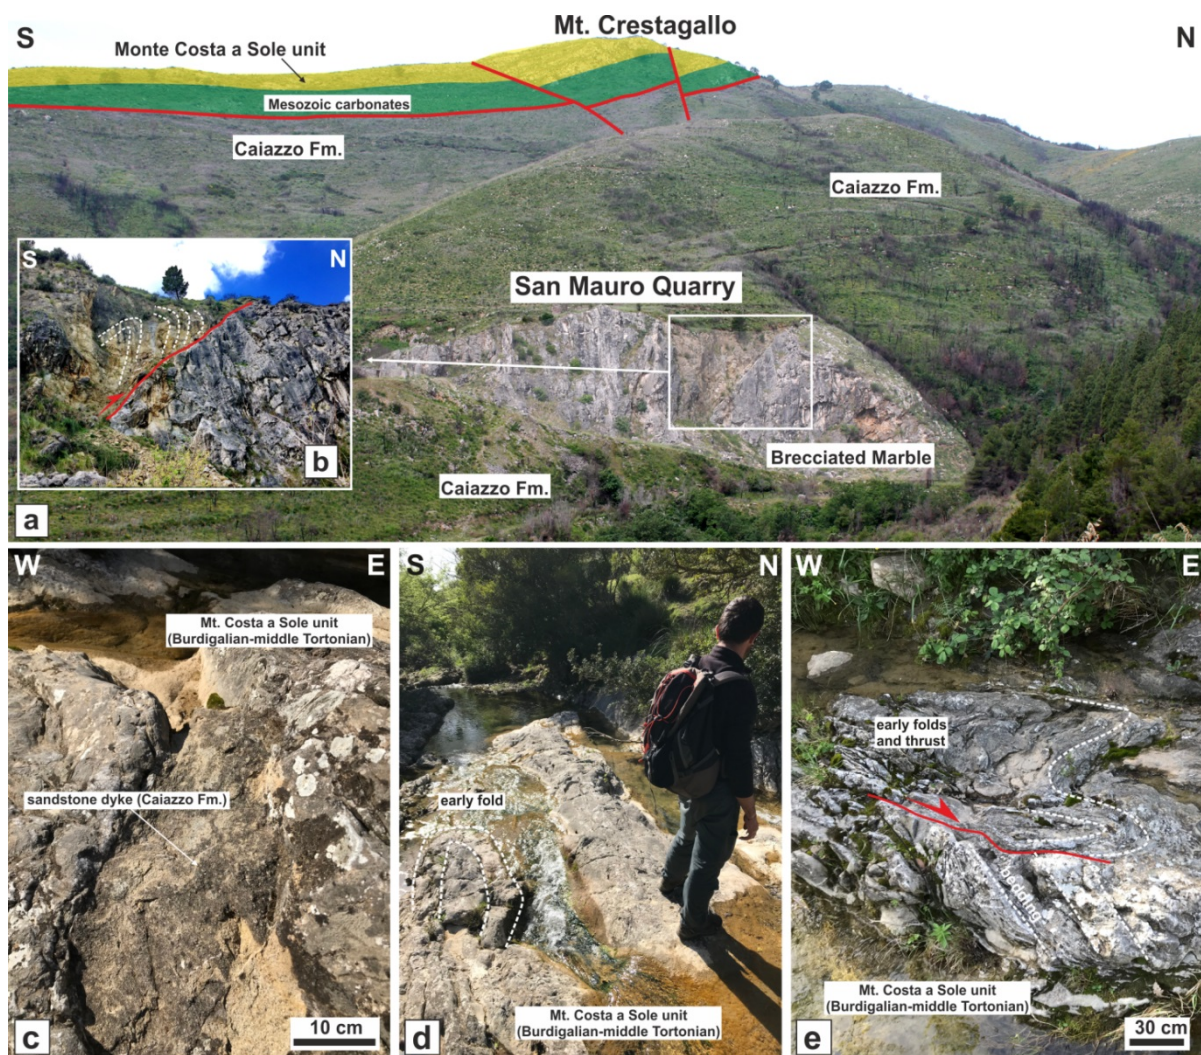 S
Mt. Crestagallo
N
Monte Costa a Sole unit
Mesozoic carbonates
Caiazzo Fm.
Caiazzo Fm.
S
N
San Mauro Quarry
b
Brecciated Marble
Caiazzo Fm.
a
W
E
Mt. Costa a Sole unit
(Burdigalian-middle Tortonian)
sandstone dyke (Caiazzo Fm.)
c
10 cm
S
N
early fold
Mt. Costa a Sole unit
(Burdigalian-middle Tortonian)
d
W
E
early folds
and thrust
bedding
Mt. Costa a Sole unit
(Burdigalian-middle Tortonian)
e
30 cm